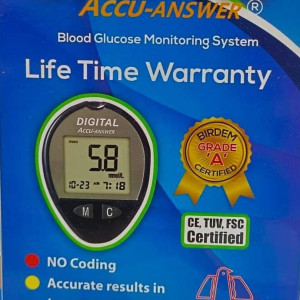 ACCU-ANSWER®
Blood Glucose Monitoring System
Life Time Warranty
DIGITAL
ACCU-ANSWER
5.8
mmol/L
10-23 AM 7:18
M C
BIRDEM
GRADE
'A'
CERTIFIED
CE, TUV, FSC
Certified
NO Coding
Accurate results in